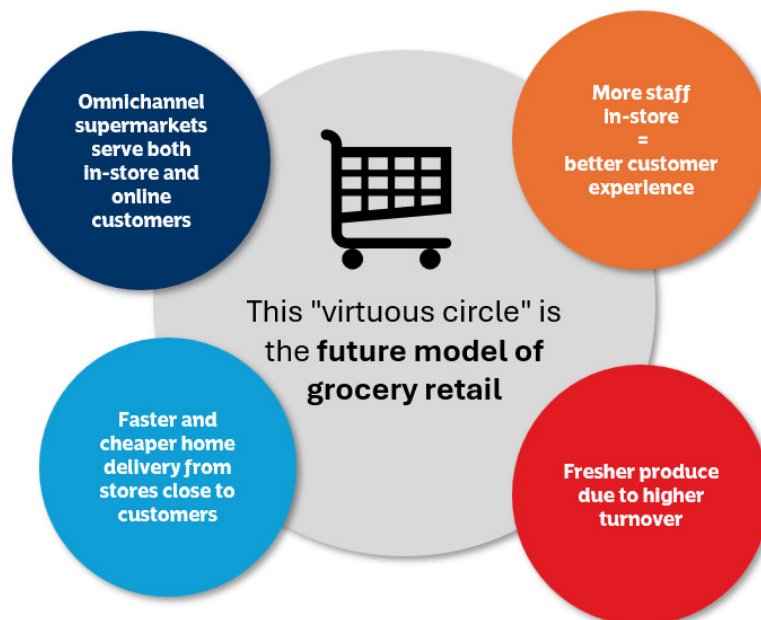 Omnichannel
supermarkets
serve both
in-store and
online
customers
More staff
in-store
=
better customer
experience
This "virtuous circle" is
the future model of
grocery retail
Faster and
cheaper home
delivery from
stores close to
customers
Fresher produce
due to higher
turnover